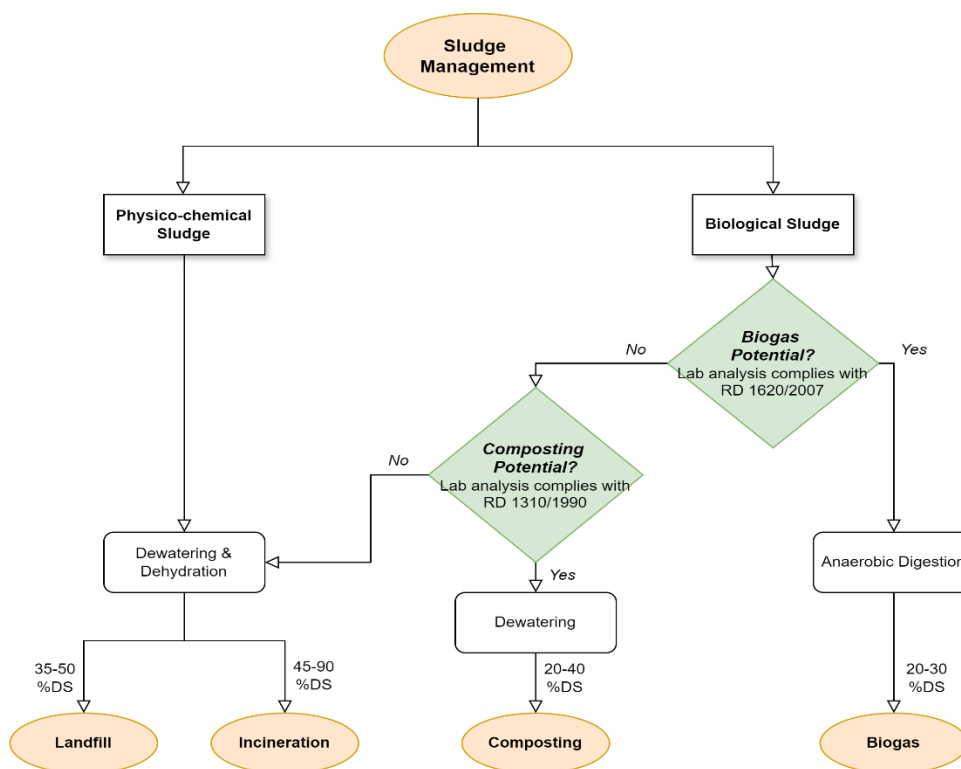 Sludge
Management
Physico-chemical
Sludge
Biological Sludge
Biogas
Potential?
Lab analysis complies with
RD 1620/2007
No
Yes
Composting
Potential?
Lab analysis complies with
RD 1310/1990
No
Yes
Dewatering &
Dehydration
Dewatering
Anaerobic Digestion
35-50
%DS
45-90
%DS
20-40
%DS
20-30
%DS
Landfill
Incineration
Composting
Biogas